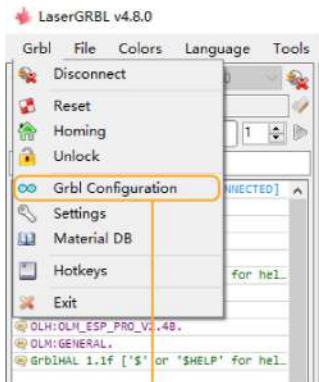 LaserGRBL v4.8.0
Grbl File Colors Language Tools
Disconnect
Reset
Homing
1
Unlock
Grbl Configuration
NNECTED]
Settings
Material DB
Hotkeys
for hel…
Exit
OLH:OLM_ESP_PRO_V2.4B.
OLM:GENERAL.
GrblHAL 1.1f ['$' or '$HELP' for hel…